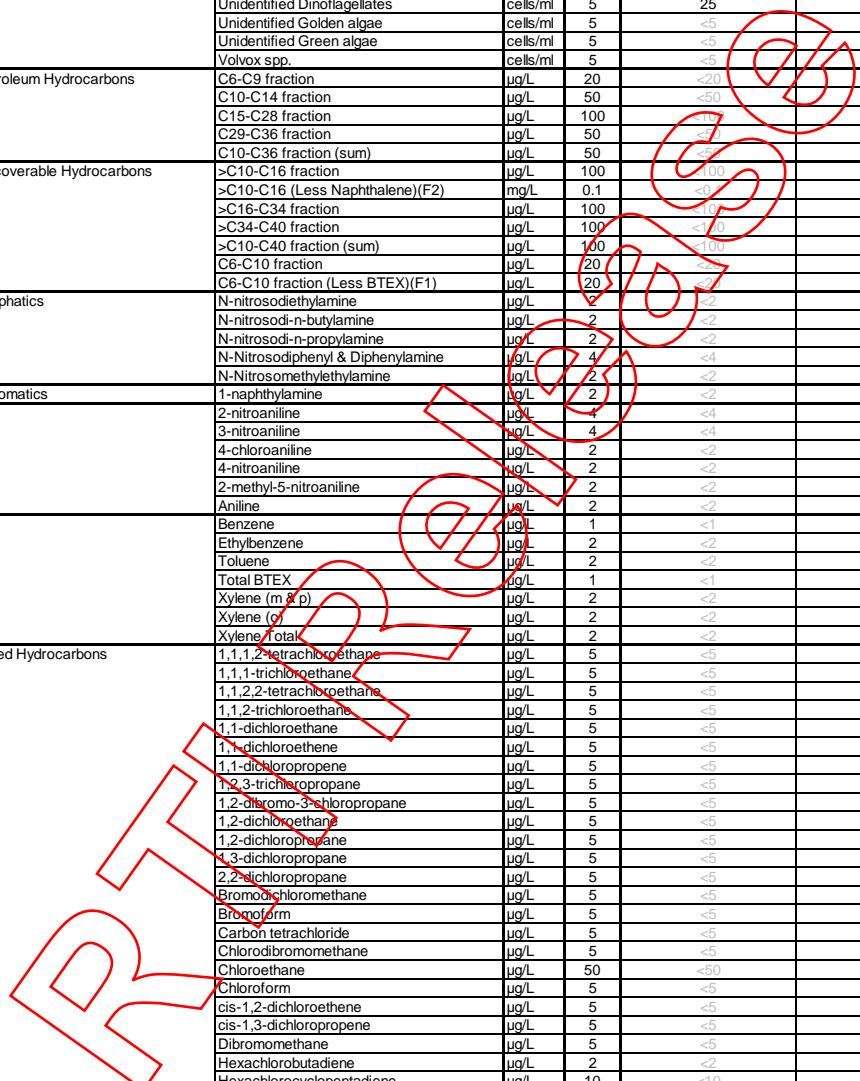 Unidentified Dinoflagellates cells/ml 5 25
Unidentified Golden algae cells/ml 5 <5
Unidentified Green algae cells/ml 5 <5
Volvox spp. cells/ml 5 <5
roleum Hydrocarbons C6-C9 fraction µg/L 20 <20
C10-C14 fraction µg/L 50 <50
C15-C28 fraction µg/L 100 <100
C29-C36 fraction µg/L 50 <50
C10-C36 fraction (sum) µg/L 50 <50
coverable Hydrocarbons >C10-C16 fraction µg/L 100 <100
>C10-C16 (Less Naphthalene)(F2) mg/L 0.1 <0.1
>C16-C34 fraction µg/L 100 <100
>C34-C40 fraction µg/L 100 <100
>C10-C40 fraction (sum) µg/L 100 <100
C6-C10 fraction µg/L 20 <20
C6-C10 fraction (Less BTEX)(F1) µg/L 20 <20
phatics N-nitrosodiethylamine µg/L 2 <2
N-nitrosodi-n-butylamine µg/L 2 <2
N-nitrosodi-n-propylamine µg/L 2 <2
N-Nitrosodiphenyl & Diphenylamine µg/L 4 <4
N-Nitrosomethylethylamine µg/L 2 <2
omatics 1-naphthylamine µg/L 2 <2
2-nitroaniline µg/L 4 <4
3-nitroaniline µg/L 4 <4
4-chloroaniline µg/L 2 <2
4-nitroaniline µg/L 2 <2
2-methyl-5-nitroaniline µg/L 2 <2
Aniline µg/L 2 <2
Benzene µg/L 1 <1
Ethylbenzene µg/L 2 <2
Toluene µg/L 2 <2
Total BTEX µg/L 1 <1
Xylene (m & p) µg/L 2 <2
Xylene (o) µg/L 2 <2
Xylene Total µg/L 2 <2
ed Hydrocarbons 1,1,1,2-tetrachloroethane µg/L 5 <5
1,1,1-trichloroethane µg/L 5 <5
1,1,2,2-tetrachloroethane µg/L 5 <5
1,1,2-trichloroethane µg/L 5 <5
1,1-dichloroethane µg/L 5 <5
1,1-dichloroethene µg/L 5 <5
1,1-dichloropropene µg/L 5 <5
1,2,3-trichloropropane µg/L 5 <5
1,2-dibromo-3-chloropropane µg/L 5 <5
1,2-dichloroethane µg/L 5 <5
1,2-dichloropropane µg/L 5 <5
1,3-dichloropropane µg/L 5 <5
2,2-dichloropropane µg/L 5 <5
Bromodichloromethane µg/L 5 <5
Bromoform µg/L 5 <5
Carbon tetrachloride µg/L 5 <5
Chlorodibromomethane µg/L 5 <5
Chloroethane µg/L 50 <50
Chloroform µg/L 5 <5
cis-1,2-dichloroethene µg/L 5 <5
cis-1,3-dichloropropene µg/L 5 <5
Dibromomethane µg/L 5 <5
Hexachlorobutadiene µg/L 2 <2
Hexachlorocyclopentadiene µg/L 10 <10
RTI Release